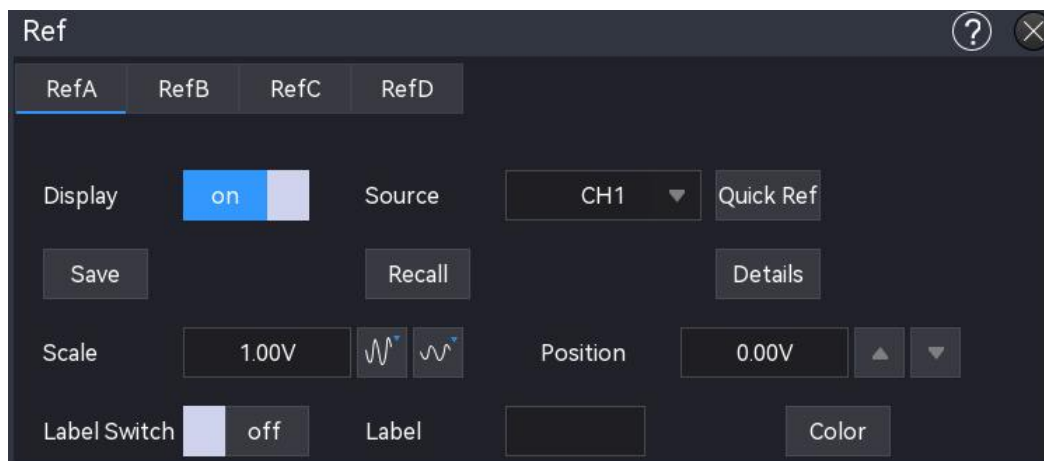 Ref ?
RefA RefB RefC RefD
Display on Source CH1 Quick Ref
Save Recall Details
Scale 1.00V Position 0.00V
Label Switch off Label Color